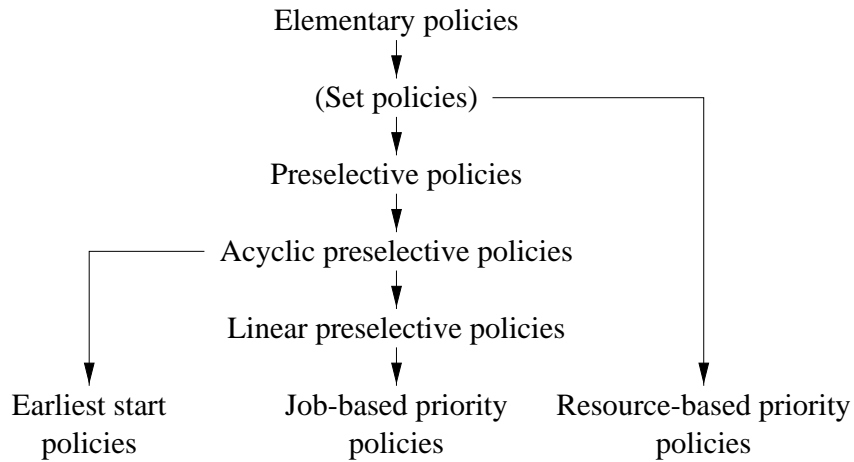 Elementary policies
(Set policies)
Preselective policies
Acyclic preselective policies
Linear preselective policies
Earliest start
policies
Job-based priority
policies
Resource-based priority
policies